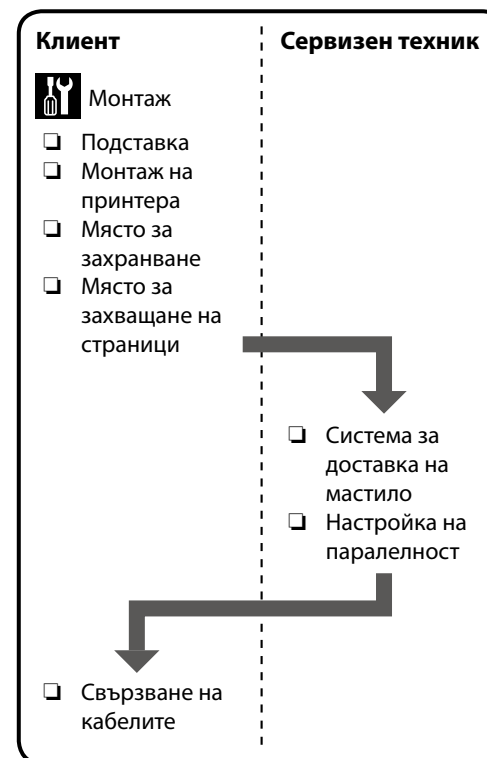 Клиент
Сервизен техник
Монтаж
❏ Подставка
❏ Монтаж на
принтера
❏ Място за
захранване
❏ Място за
захващане на
страници
❏ Система за
доставка на
мастило
❏ Настройка на
паралелност
❏ Свързване на
кабелите